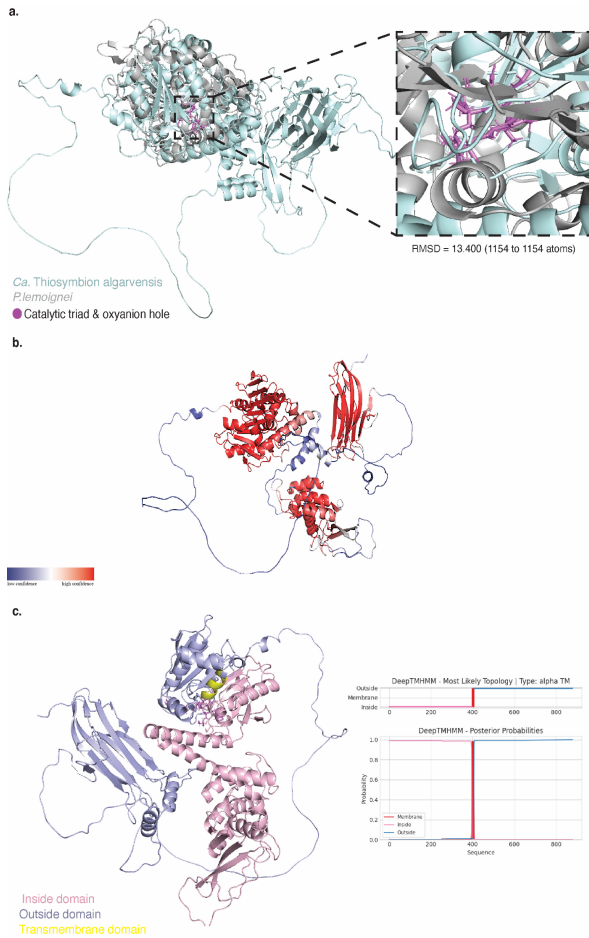 a.
RMSD = 13.400 (1154 to 1154 atoms)
Ca. Thiosymbion algarvensis
P.lemoignei
Catalytic triad & oxyanion hole
b.
low confidence high confidence
c.
DeepTMHMM - Most Likely Topology | Type: alpha TM
Outside
Membrane
Inside
0 200 400 600 800
DeepTMHMM - Posterior Probabilities
1.0
0.8
0.6
0.4
0.2
0.0
Probability
Membrane
Inside
Outside
0 200 400 600 800
Sequence
Inside domain
Outside domain
Transmembrane domain